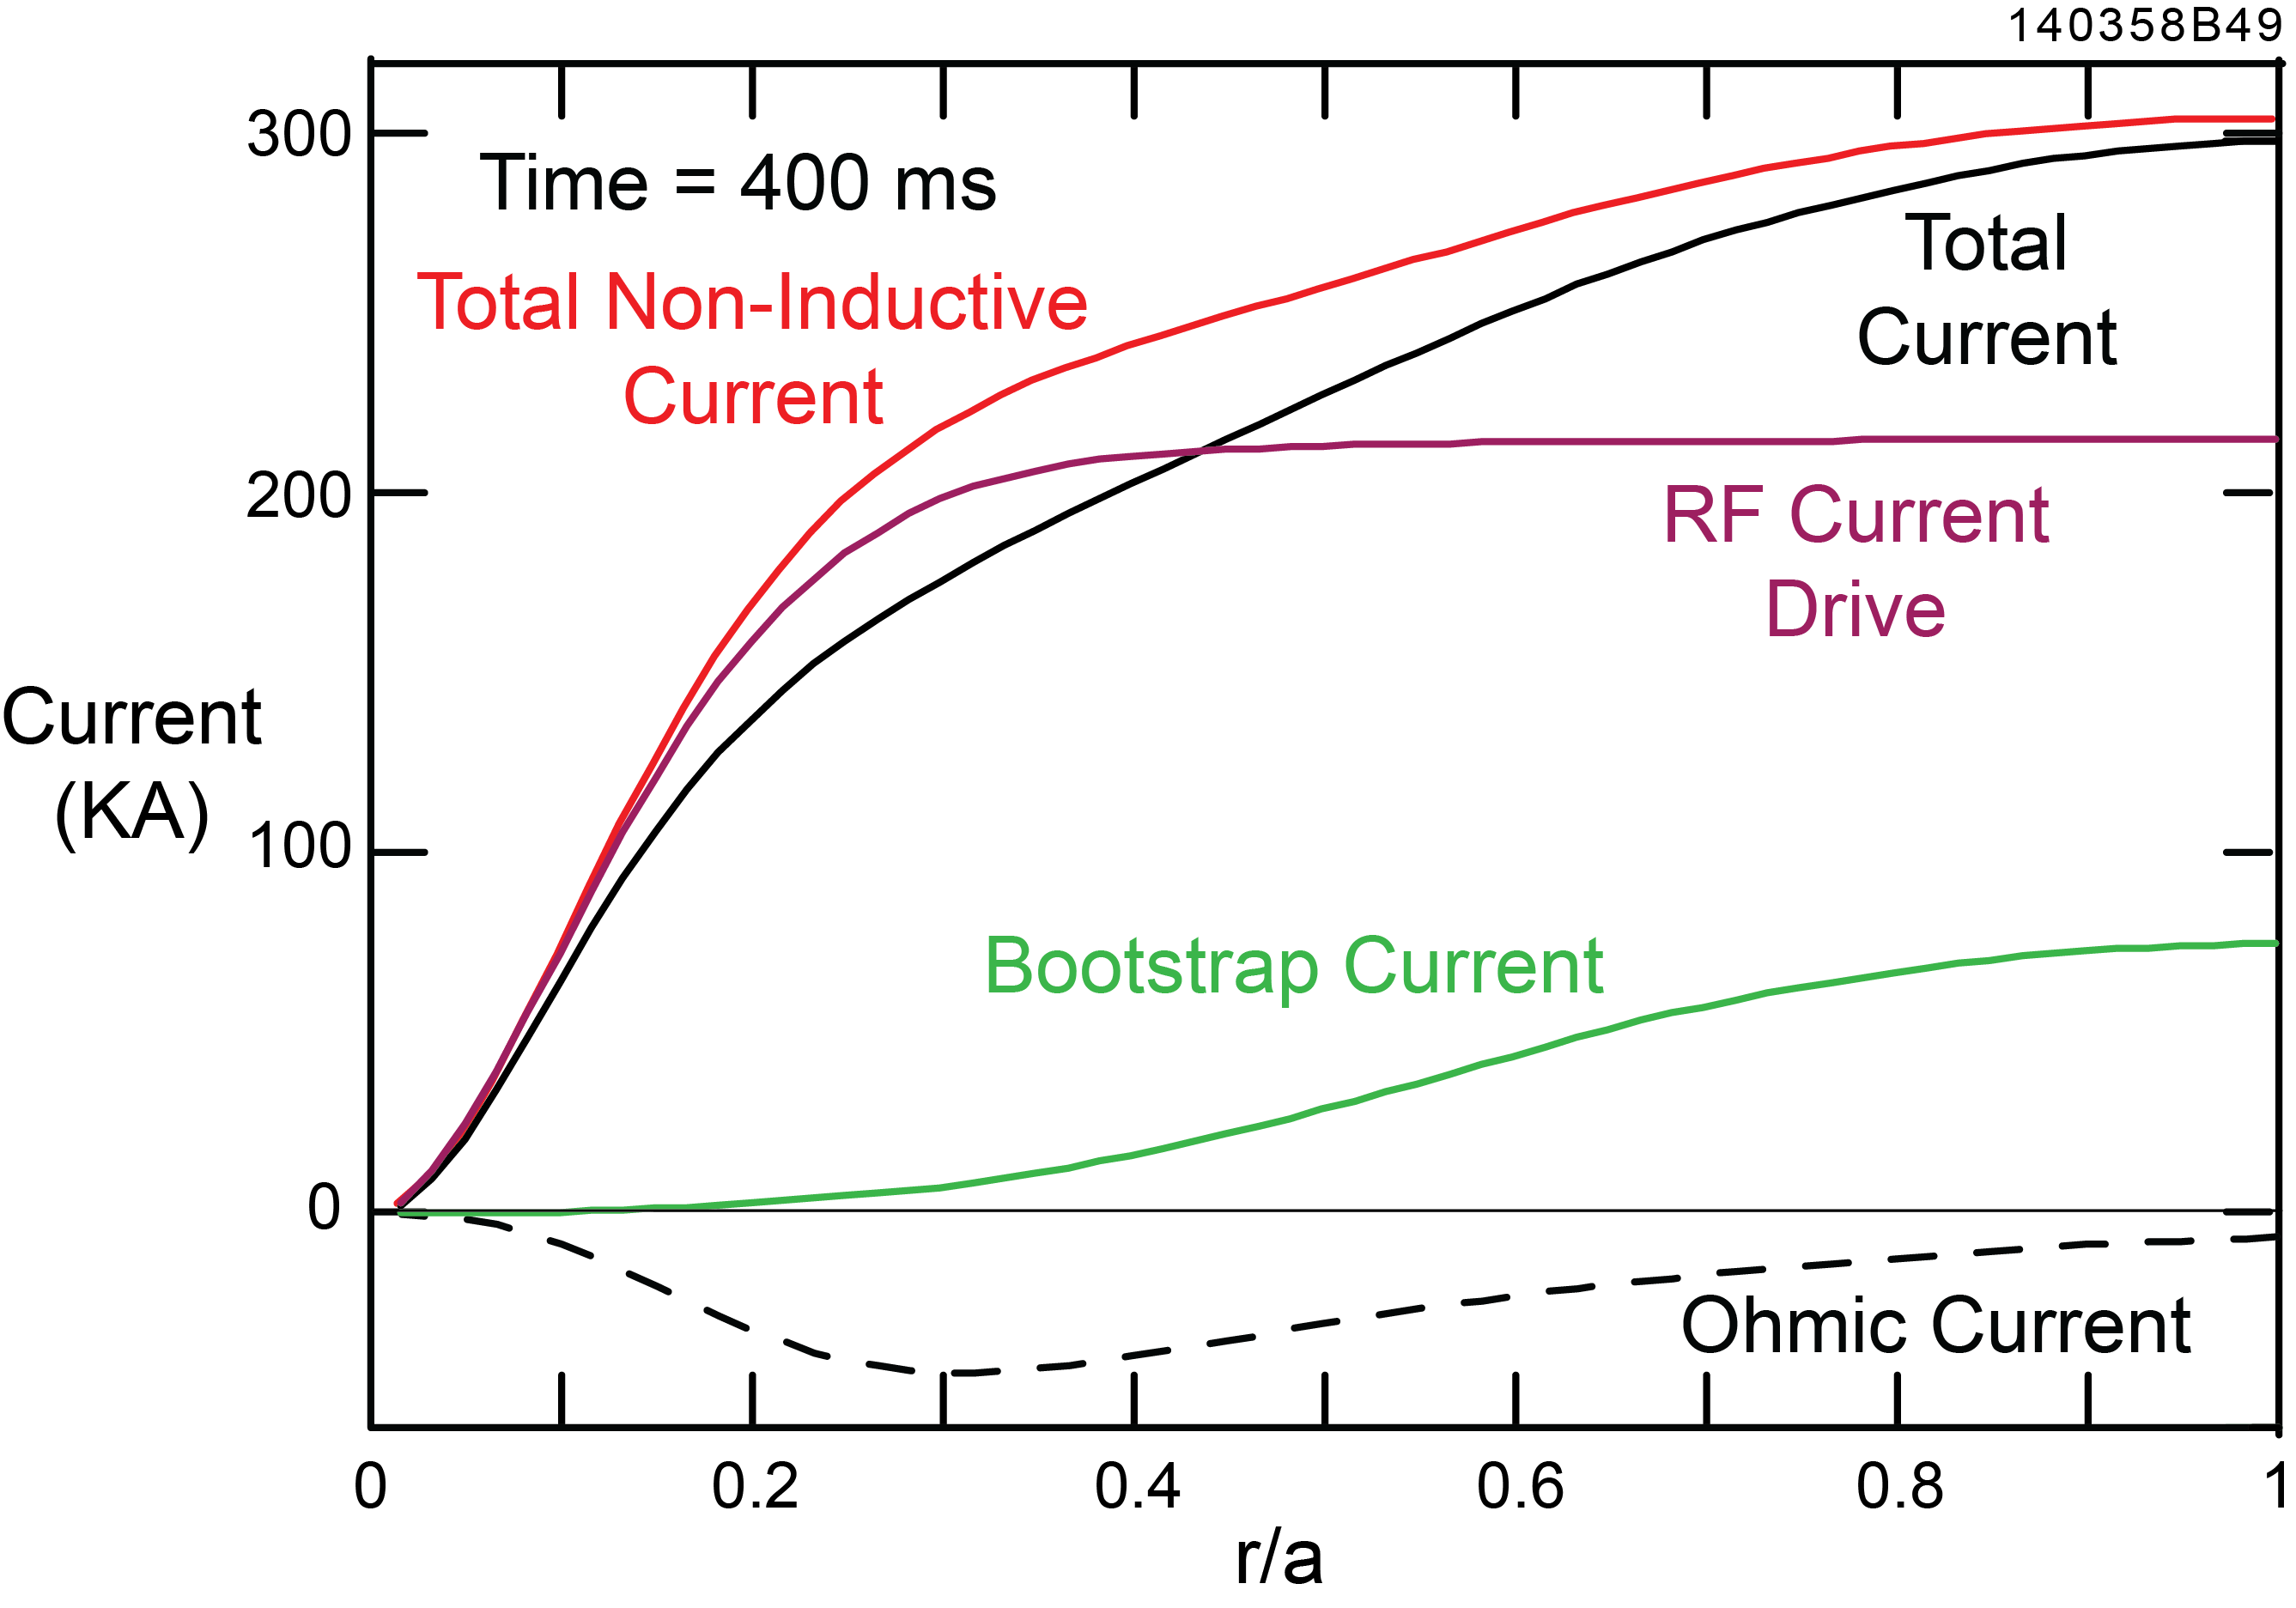 140358B49
300
Time = 400 ms
Total Non-Inductive
Current
Total
Current
200
RF Current
Drive
Current
(KA)
100
Bootstrap Current
0
Ohmic Current
0 0.2 0.4 0.6 0.8 1
r/a